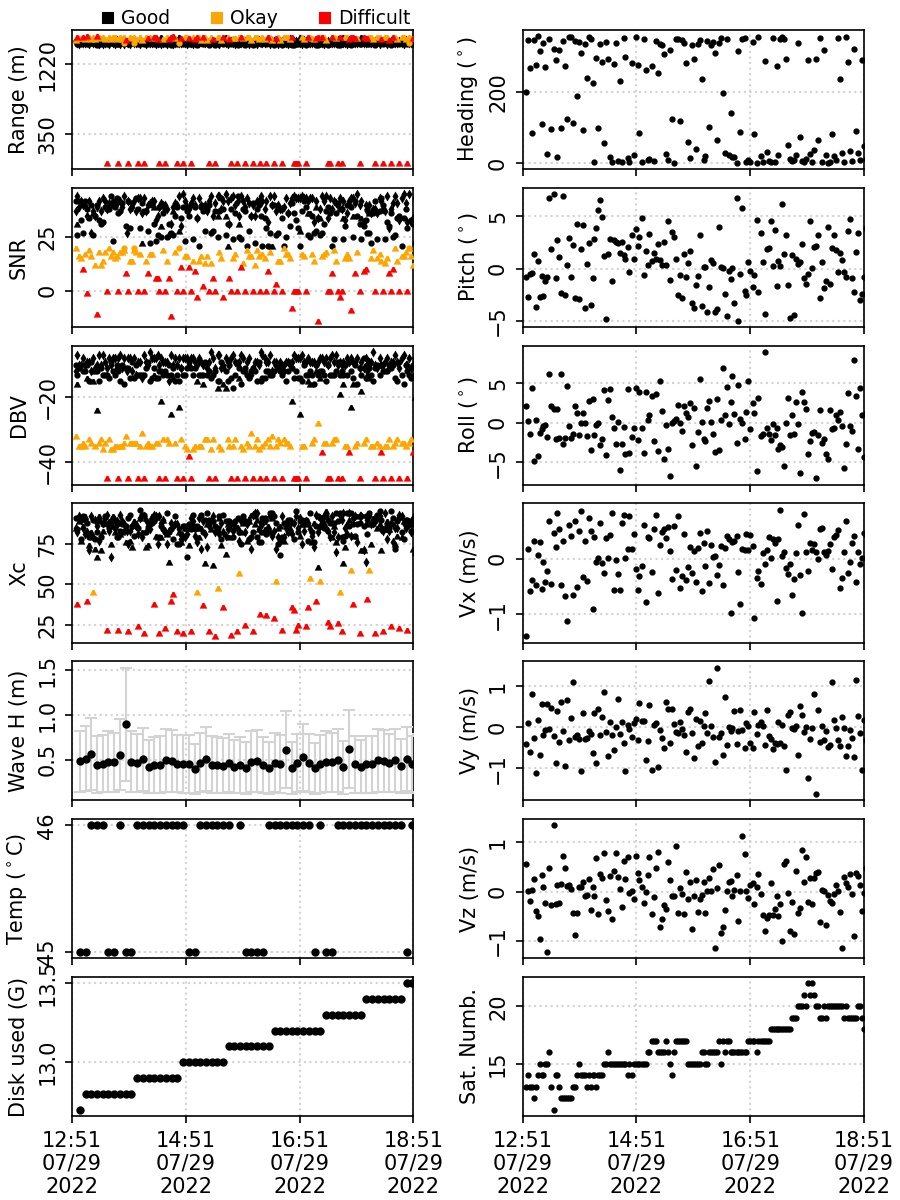 Good Okay Difficult
Range (m)
1220
350
Heading (°)
200
0
SNR
25
0
Pitch (°)
5
0
−5
DBV
−20
−40
Roll (°)
5
0
−5
Xc
75
50
25
Vx (m/s)
0
−1
Wave H (m)
1.5
1.0
0.5
Vy (m/s)
1
0
−1
Temp (°C)
46
45
Vz (m/s)
1
0
−1
Disk used (G)
13.5
13.0
Sat. Numb.
20
15
12:51 14:51 16:51 18:51
07/29 07/29 07/29 07/29
2022 2022 2022 2022
12:51 14:51 16:51 18:51
07/29 07/29 07/29 07/29
2022 2022 2022 2022